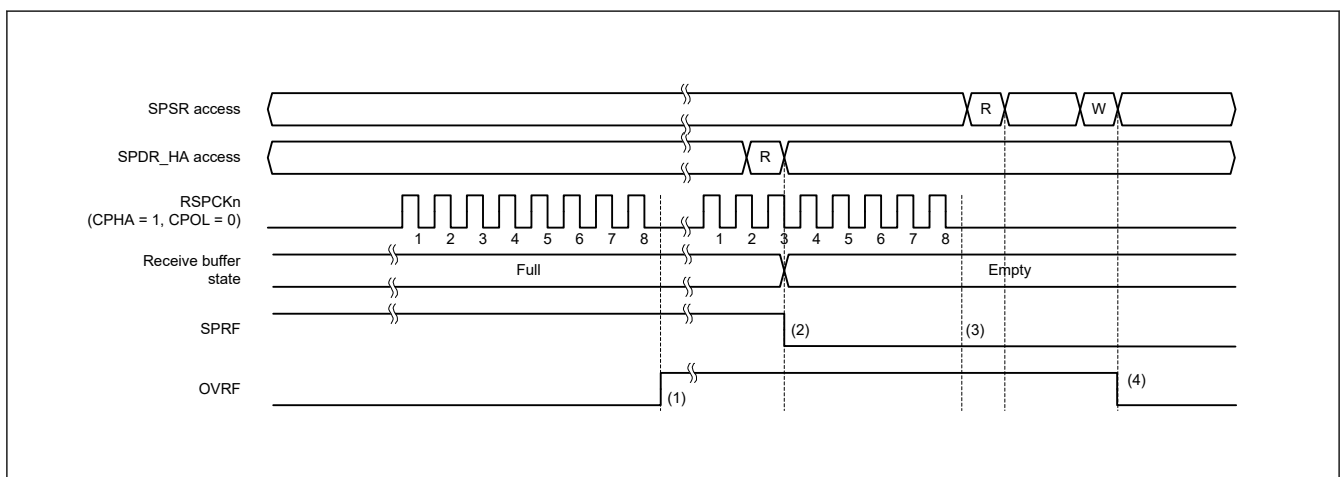 SPSR access
R
W
SPDR_HA access
R
RSPCKn
(CPHA = 1, CPOL = 0)
1 2 3 4 5 6 7 8
1 2 3 4 5 6 7 8
Receive buffer
state
Full
Empty
SPRF
(2)
(3)
OVRF
(1)
(4)